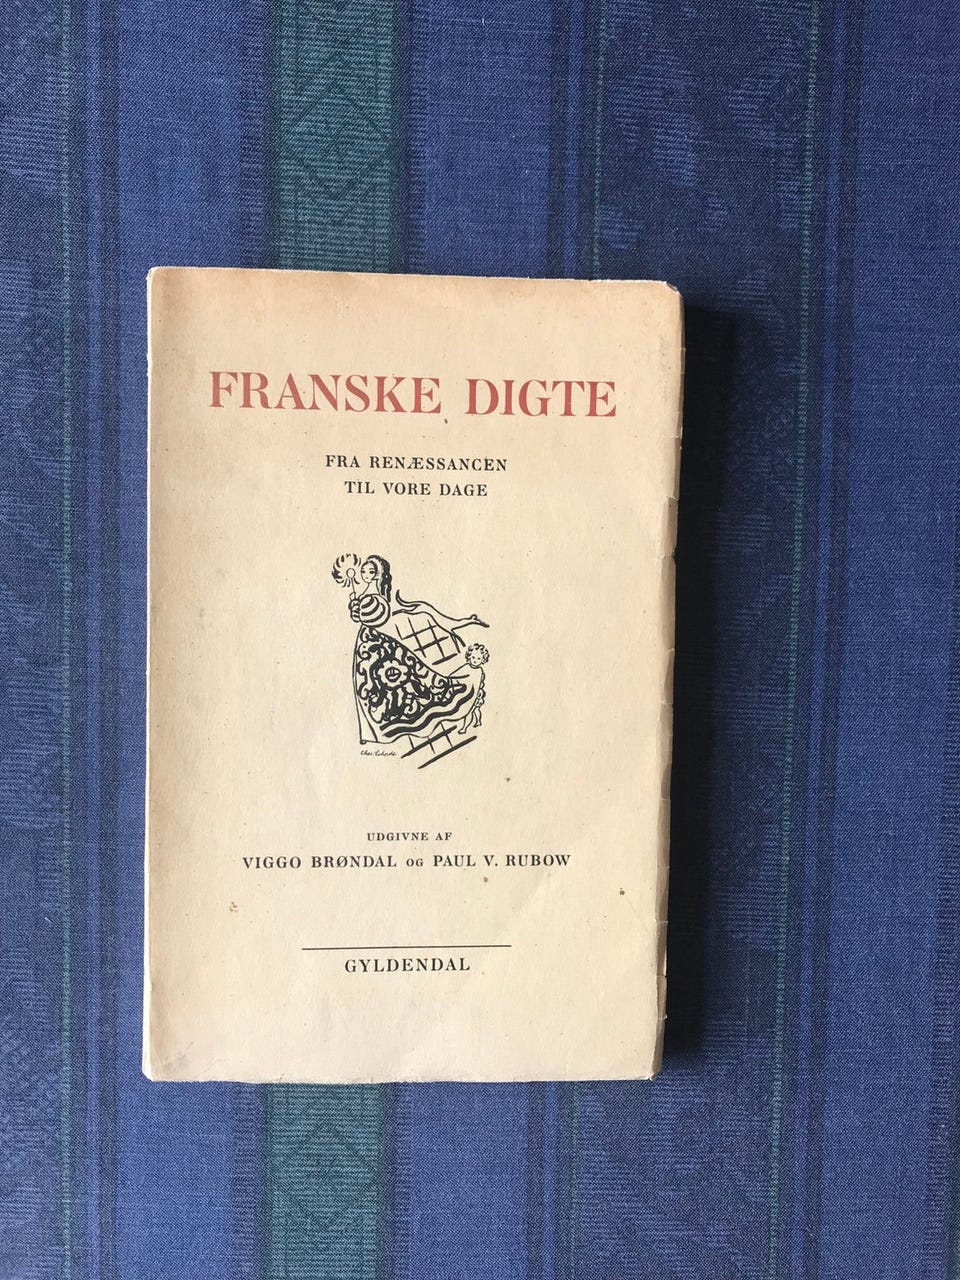 FRANSKE DIGTE
FRA RENÆSSANCEN
TIL VORE DAGE
UDGIVNE AF
VIGGO BRØNDAL OG PAUL V. RUBOW
GYLDENDAL